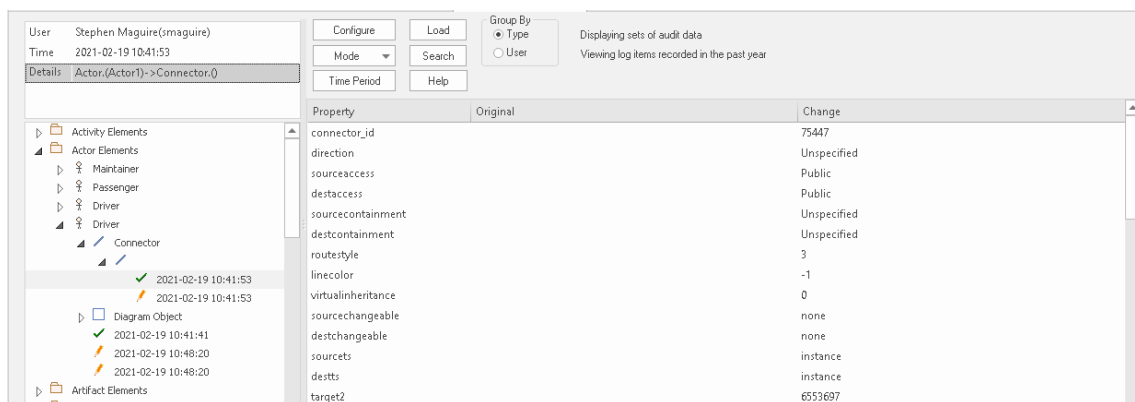 User Stephen Maguire(smaguire)
Time 2021-02-19 10:41:53
Details Actor.(Actor1)->Connector.()
Configure Load
Mode Search
Time Period Help
Group By
Type
User
Displaying sets of audit data
Viewing log items recorded in the past year
Activity Elements
Actor Elements
Maintainer
Passenger
Driver
Driver
Connector
2021-02-19 10:41:53
2021-02-19 10:41:53
Diagram Object
2021-02-19 10:41:41
2021-02-19 10:48:20
2021-02-19 10:48:20
Artifact Elements
Property Original Change
connector_id 75447
direction Unspecified
sourceaccess Public
destaccess Public
sourcecontainment Unspecified
destcontainment Unspecified
routestyle 3
linecolor -1
virtualinheritance 0
sourcechangeable none
destchangeable none
sourcets instance
destts instance
target2 6553697